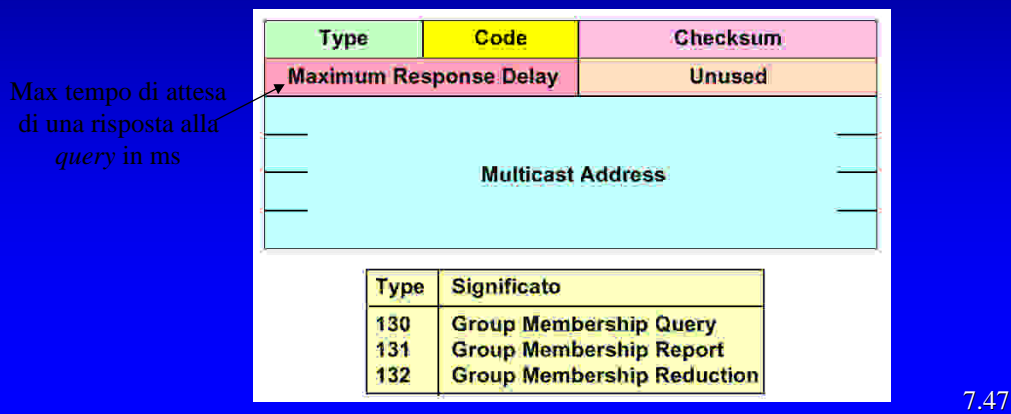 Type Code Checksum
Maximum Response Delay Unused
Max tempo di attesa
di una risposta alla
query in ms
Multicast Address
Type Significato
130 Group Membership Query
131 Group Membership Report
132 Group Membership Reduction
7.47